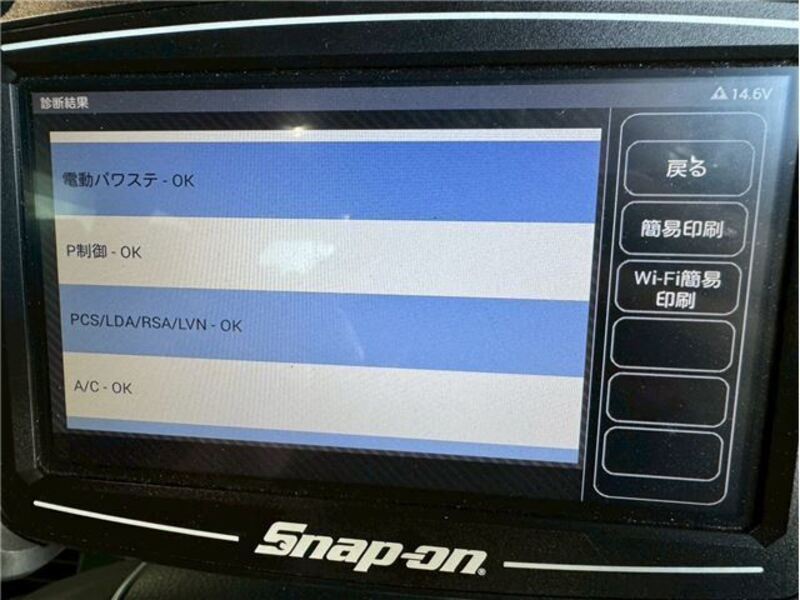 診断結果
14.6V
電動パワステ - OK
P制御 - OK
PCS/LDA/RSA/LVN - OK
A/C - OK
戻る
簡易印刷
Wi-Fi簡易
印刷
Snap-on